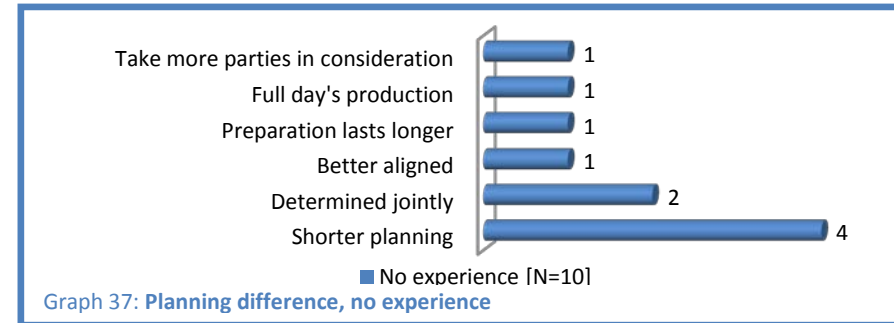 Take more parties in consideration 1
Full day's production 1
Preparation lasts longer 1
Better aligned 1
Determined jointly 2
Shorter planning 4
No experience [N=10]
Graph 37: Planning difference, no experience